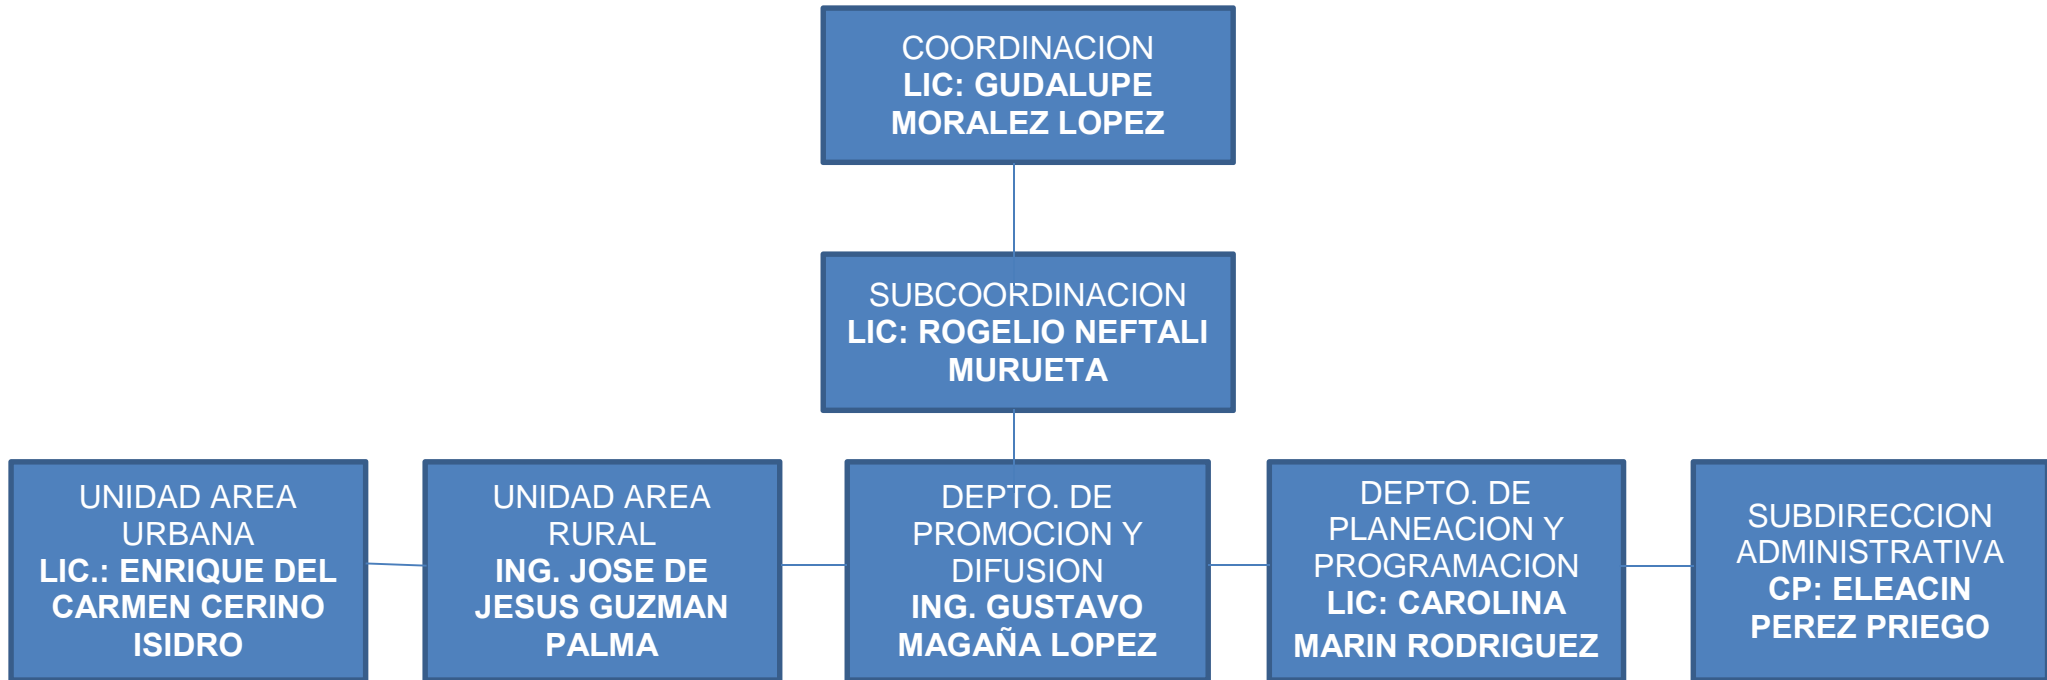 COORDINACION
LIC: GUDALUPE
MORALEZ LOPEZ
SUBCOORDINACION
LIC: ROGELIO NEFTALI
MURUETA
UNIDAD AREA
URBANA
LIC.: ENRIQUE DEL
CARMEN CERINO
ISIDRO
UNIDAD AREA
RURAL
ING. JOSE DE
JESUS GUZMAN
PALMA
DEPTO. DE
PROMOCION Y
DIFUSION
ING. GUSTAVO
MAGAÑA LOPEZ
DEPTO. DE
PLANEACION Y
PROGRAMACION
LIC: CAROLINA
MARIN RODRIGUEZ
SUBDIRECCION
ADMINISTRATIVA
CP: ELEACIN
PEREZ PRIEGO